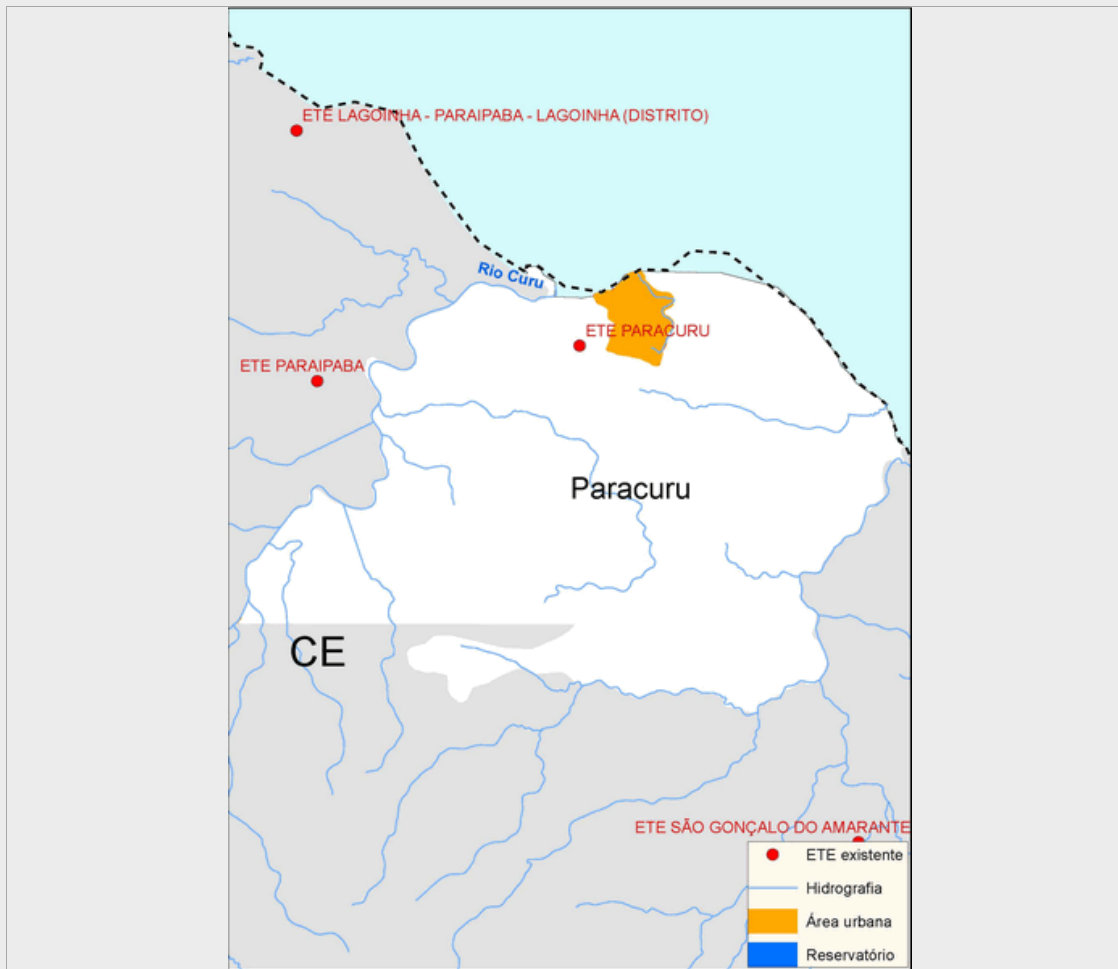 ETE LAGOINHA - PARAIPABA - LAGOINHA (DISTRITO)
Rio Curu
ETE PARACURU
ETE PARAIPABA
Paracuru
CE
ETE SÃO GONÇALO DO AMARANTE
ETE existente
Hidrografia
Área urbana
Reservatório